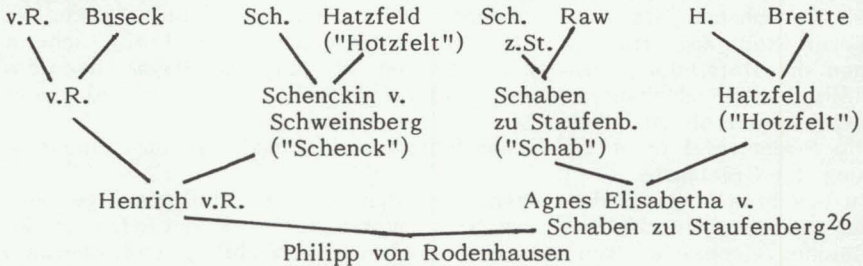 v.R. Buseck Sch. Hatzfeld Sch. Raw H. Breitte
("Hotzfelt") z.St.
v.R. Schenckin v. Schaben Hatzfeld
Schweinsberg zu Staufenb. ("Hotzfelt")
("Schenck") ("Schab")
Henrich v.R. Agnes Elisabetha v.
Schaben zu Staufenberg26
Philipp von Rodenhausen